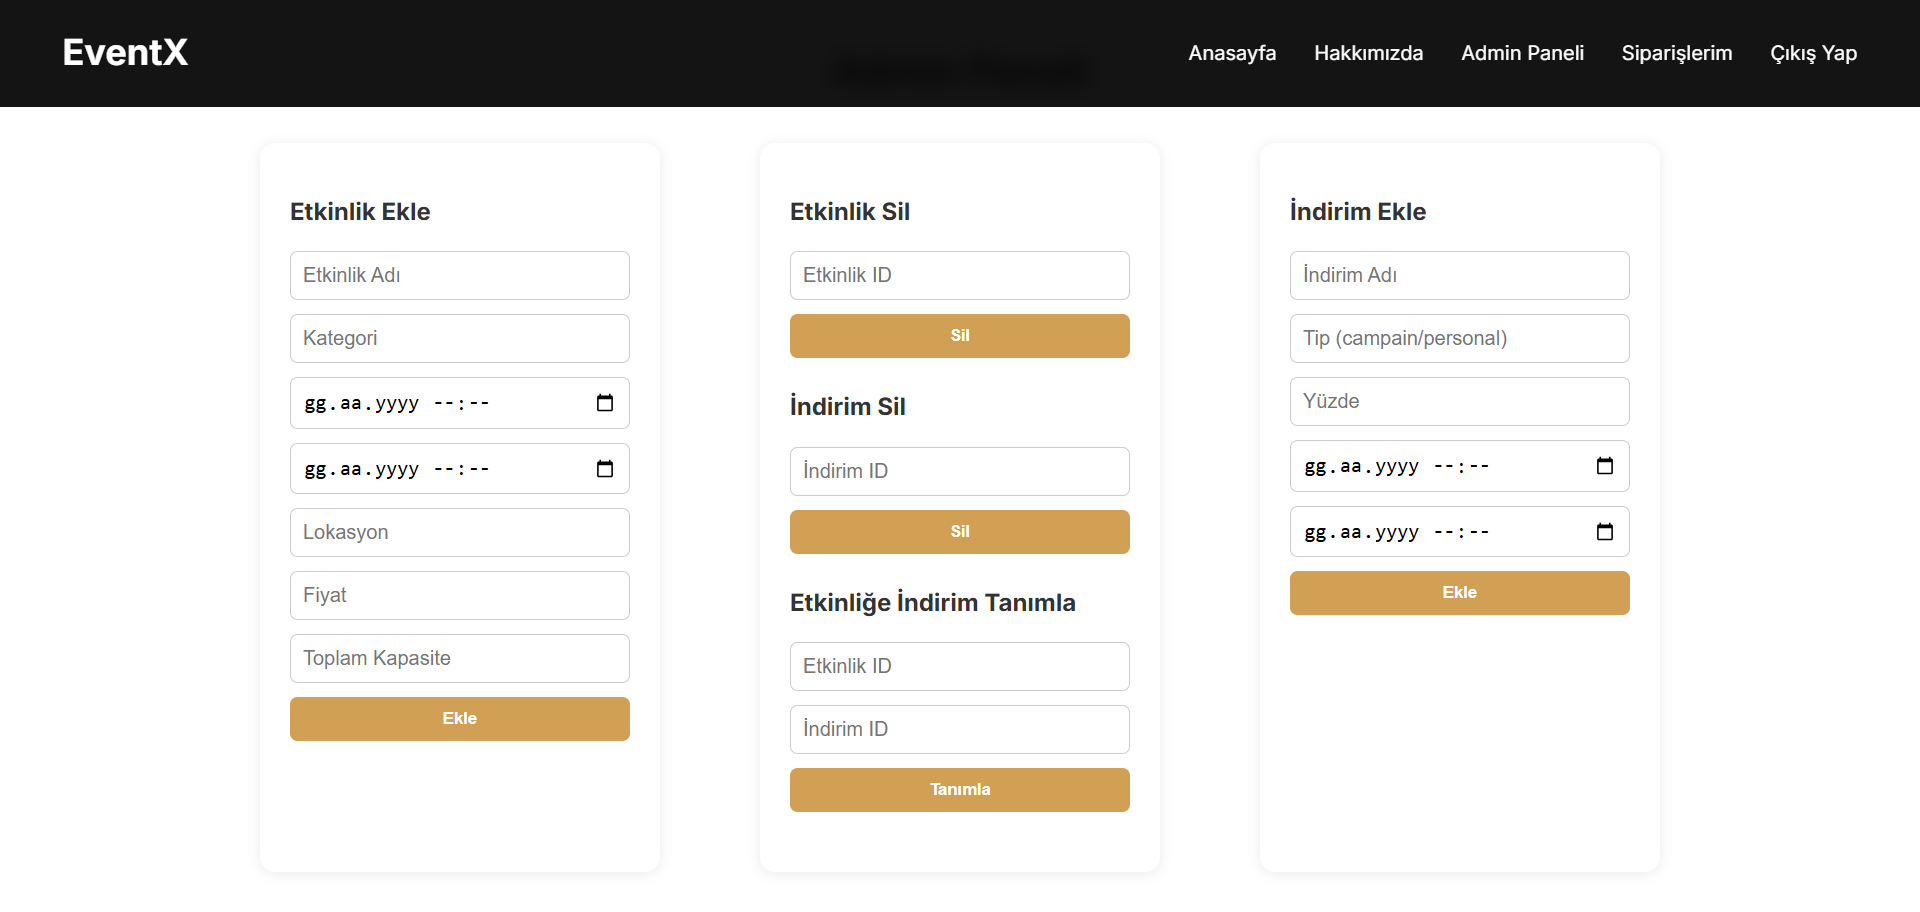 EventX
Anasayfa Hakkımızda Admin Paneli Siparişlerim Çıkış Yap
Etkinlik Ekle
Etkinlik Adı
Kategori
gg.aa.yyyy --:--
gg.aa.yyyy --:--
Lokasyon
Fiyat
Toplam Kapasite
Ekle
Etkinlik Sil
Etkinlik ID
Sil
İndirim Sil
İndirim ID
Sil
Etkinliğe İndirim Tanımla
Etkinlik ID
İndirim ID
Tanımla
İndirim Ekle
İndirim Adı
Tip (campain/personal)
Yüzde
gg.aa.yyyy --:--
gg.aa.yyyy --:--
Ekle